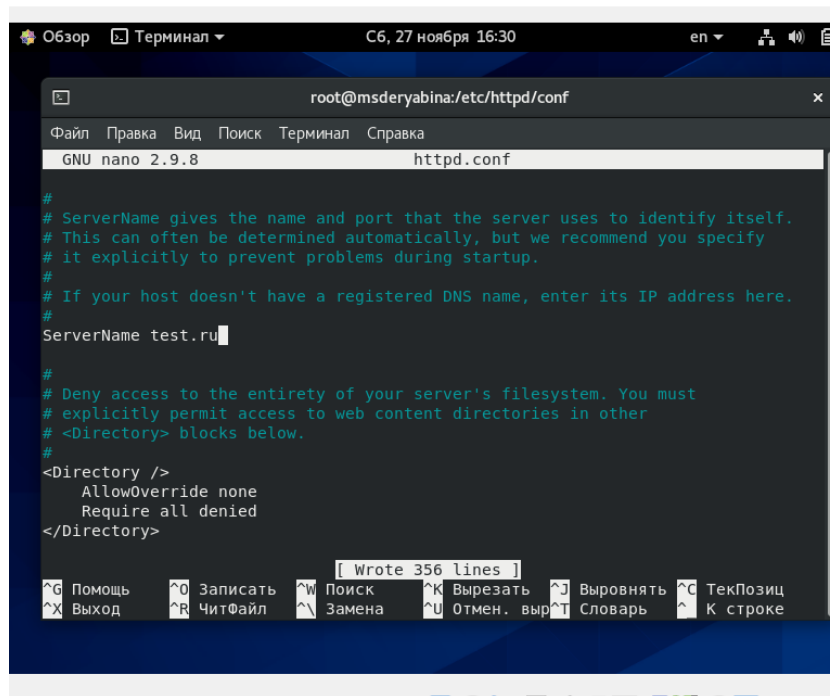 Обзор Терминал Сб, 27 ноября 16:30 en
root@msderyabina:/etc/httpd/conf ×
Файл Правка Вид Поиск Терминал Справка
GNU nano 2.9.8 httpd.conf
#
# ServerName gives the name and port that the server uses to identify itself.
# This can often be determined automatically, but we recommend you specify
# it explicitly to prevent problems during startup.
#
# If your host doesn't have a registered DNS name, enter its IP address here.
#
ServerName test.ru
#
# Deny access to the entirety of your server's filesystem. You must
# explicitly permit access to web content directories in other
# <Directory> blocks below.
#
<Directory />
    AllowOverride none
    Require all denied
</Directory>
[ Wrote 356 lines ]
^G Помощь ^O Записать ^W Поиск ^K Вырезать ^J Выровнять ^C ТекПозиц
^X Выход ^R ЧитФайл ^\ Замена ^U Отмен. выр^T Словарь ^_ К строке